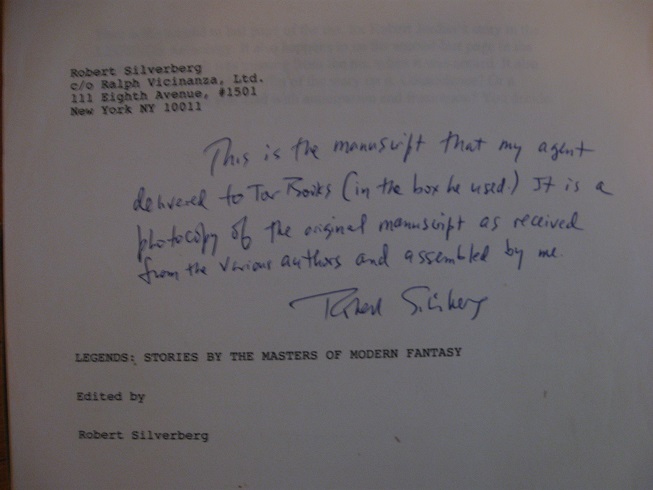 Robert Silverberg
c/o Ralph Vicinanza, Ltd.
111 Eighth Avenue, #1501
New York NY 10011
This is the manuscript that my agent
delivered to Tor Books (in the box he used.) It is a
photocopy of the original manuscript as received
from the various authors and assembled by me.
Robert Silverberg
LEGENDS: STORIES BY THE MASTERS OF MODERN FANTASY
Edited by
Robert Silverberg